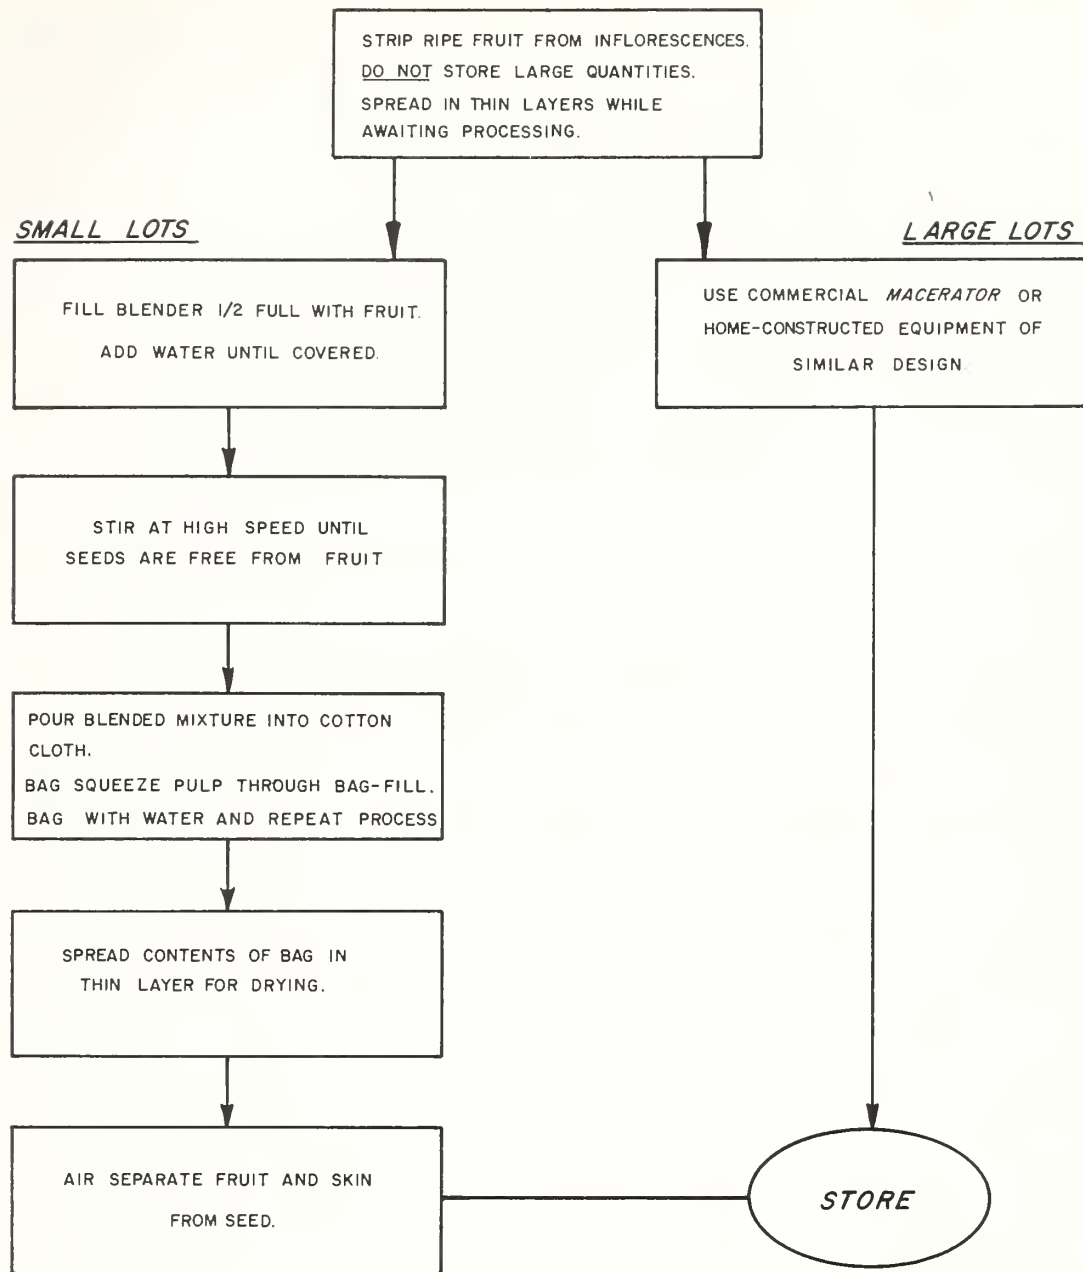 STRIP RIPE FRUIT FROM INFLORESCENCES.
DO NOT STORE LARGE QUANTITIES.
SPREAD IN THIN LAYERS WHILE
AWAITING PROCESSING.
SMALL LOTS
LARGE LOTS
FILL BLENDER 1/2 FULL WITH FRUIT.
ADD WATER UNTIL COVERED.
USE COMMERCIAL MACERATOR OR
HOME-CONSTRUCTED EQUIPMENT OF
SIMILAR DESIGN.
STIR AT HIGH SPEED UNTIL
SEEDS ARE FREE FROM FRUIT
POUR BLENDED MIXTURE INTO COTTON
CLOTH.
BAG SQUEEZE PULP THROUGH BAG-FILL.
BAG WITH WATER AND REPEAT PROCESS
SPREAD CONTENTS OF BAG IN
THIN LAYER FOR DRYING.
AIR SEPARATE FRUIT AND SKIN
FROM SEED.
STORE